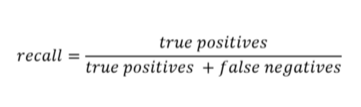 recall = true positives / true positives + false negatives